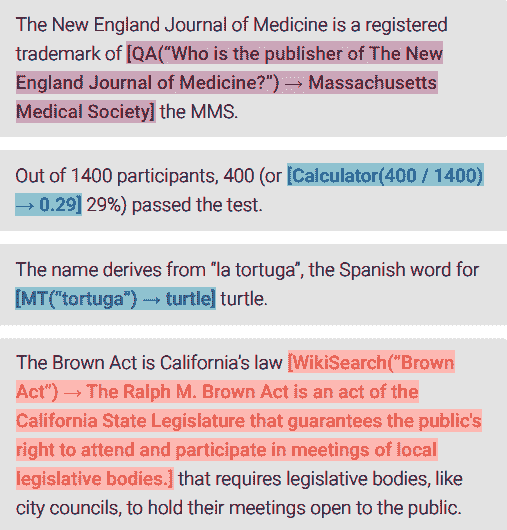 The New England Journal of Medicine is a registered
trademark of [QA(“Who is the publisher of The New
England Journal of Medicine?”) → Massachusetts
Medical Society] the MMS.
Out of 1400 participants, 400 (or [Calculator(400 / 1400)
→ 0.29] 29%) passed the test.
The name derives from “la tortuga”, the Spanish word for
[MT(“tortuga”) → turtle] turtle.
The Brown Act is California’s law [WikiSearch(“Brown
Act”) → The Ralph M. Brown Act is an act of the
California State Legislature that guarantees the public's
right to attend and participate in meetings of local
legislative bodies.] that requires legislative bodies, like
city councils, to hold their meetings open to the public.